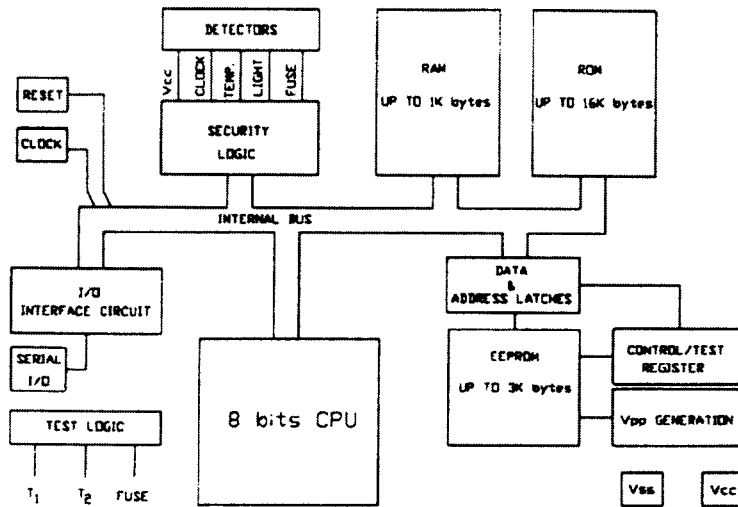 DETECTORS
Vcc
CLOCK
TEMP.
LIGHT
FUSE
SECURITY
LOGIC
RAM
UP TO 1K bytes
ROM
UP TO 16K bytes
RESET
CLOCK
INTERNAL BUS
I/O
INTERFACE CIRCUIT
SERIAL
I/O
DATA
&
ADDRESS LATCHES
8 bits CPU
EEPROM
UP TO 3K bytes
CONTROL/TEST
REGISTER
Vpp GENERATION
TEST LOGIC
T1
T2
FUSE
Vss
Vcc